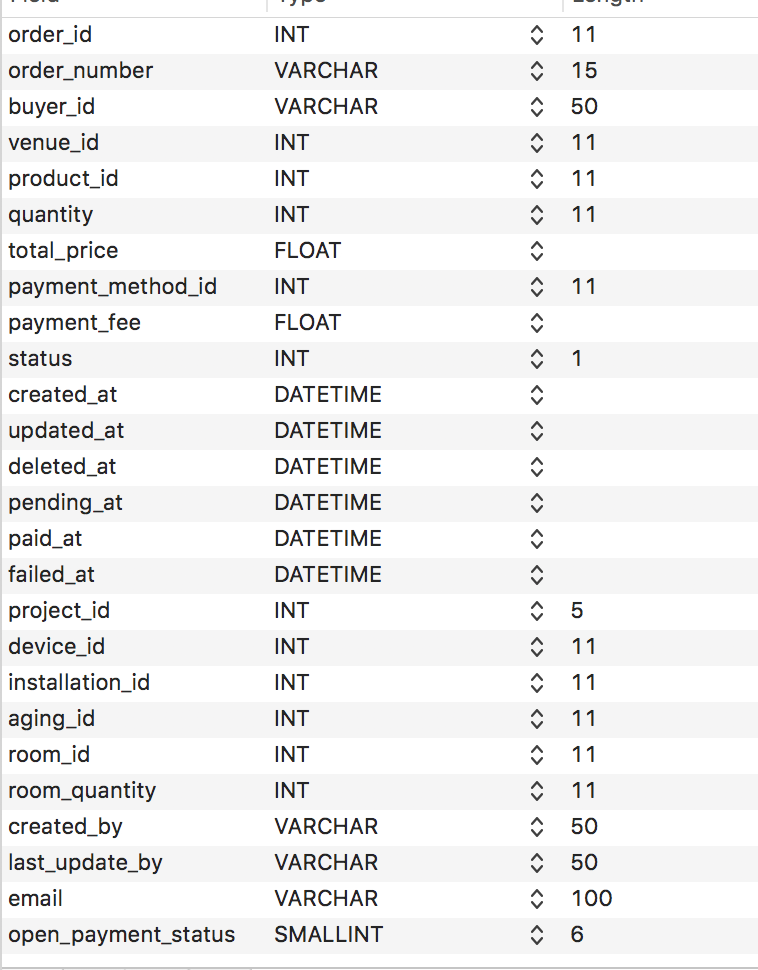 order_id INT 11
order_number VARCHAR 15
buyer_id VARCHAR 50
venue_id INT 11
product_id INT 11
quantity INT 11
total_price FLOAT
payment_method_id INT 11
payment_fee FLOAT
status INT 1
created_at DATETIME
updated_at DATETIME
deleted_at DATETIME
pending_at DATETIME
paid_at DATETIME
failed_at DATETIME
project_id INT 5
device_id INT 11
installation_id INT 11
aging_id INT 11
room_id INT 11
room_quantity INT 11
created_by VARCHAR 50
last_update_by VARCHAR 50
email VARCHAR 100
open_payment_status SMALLINT 6